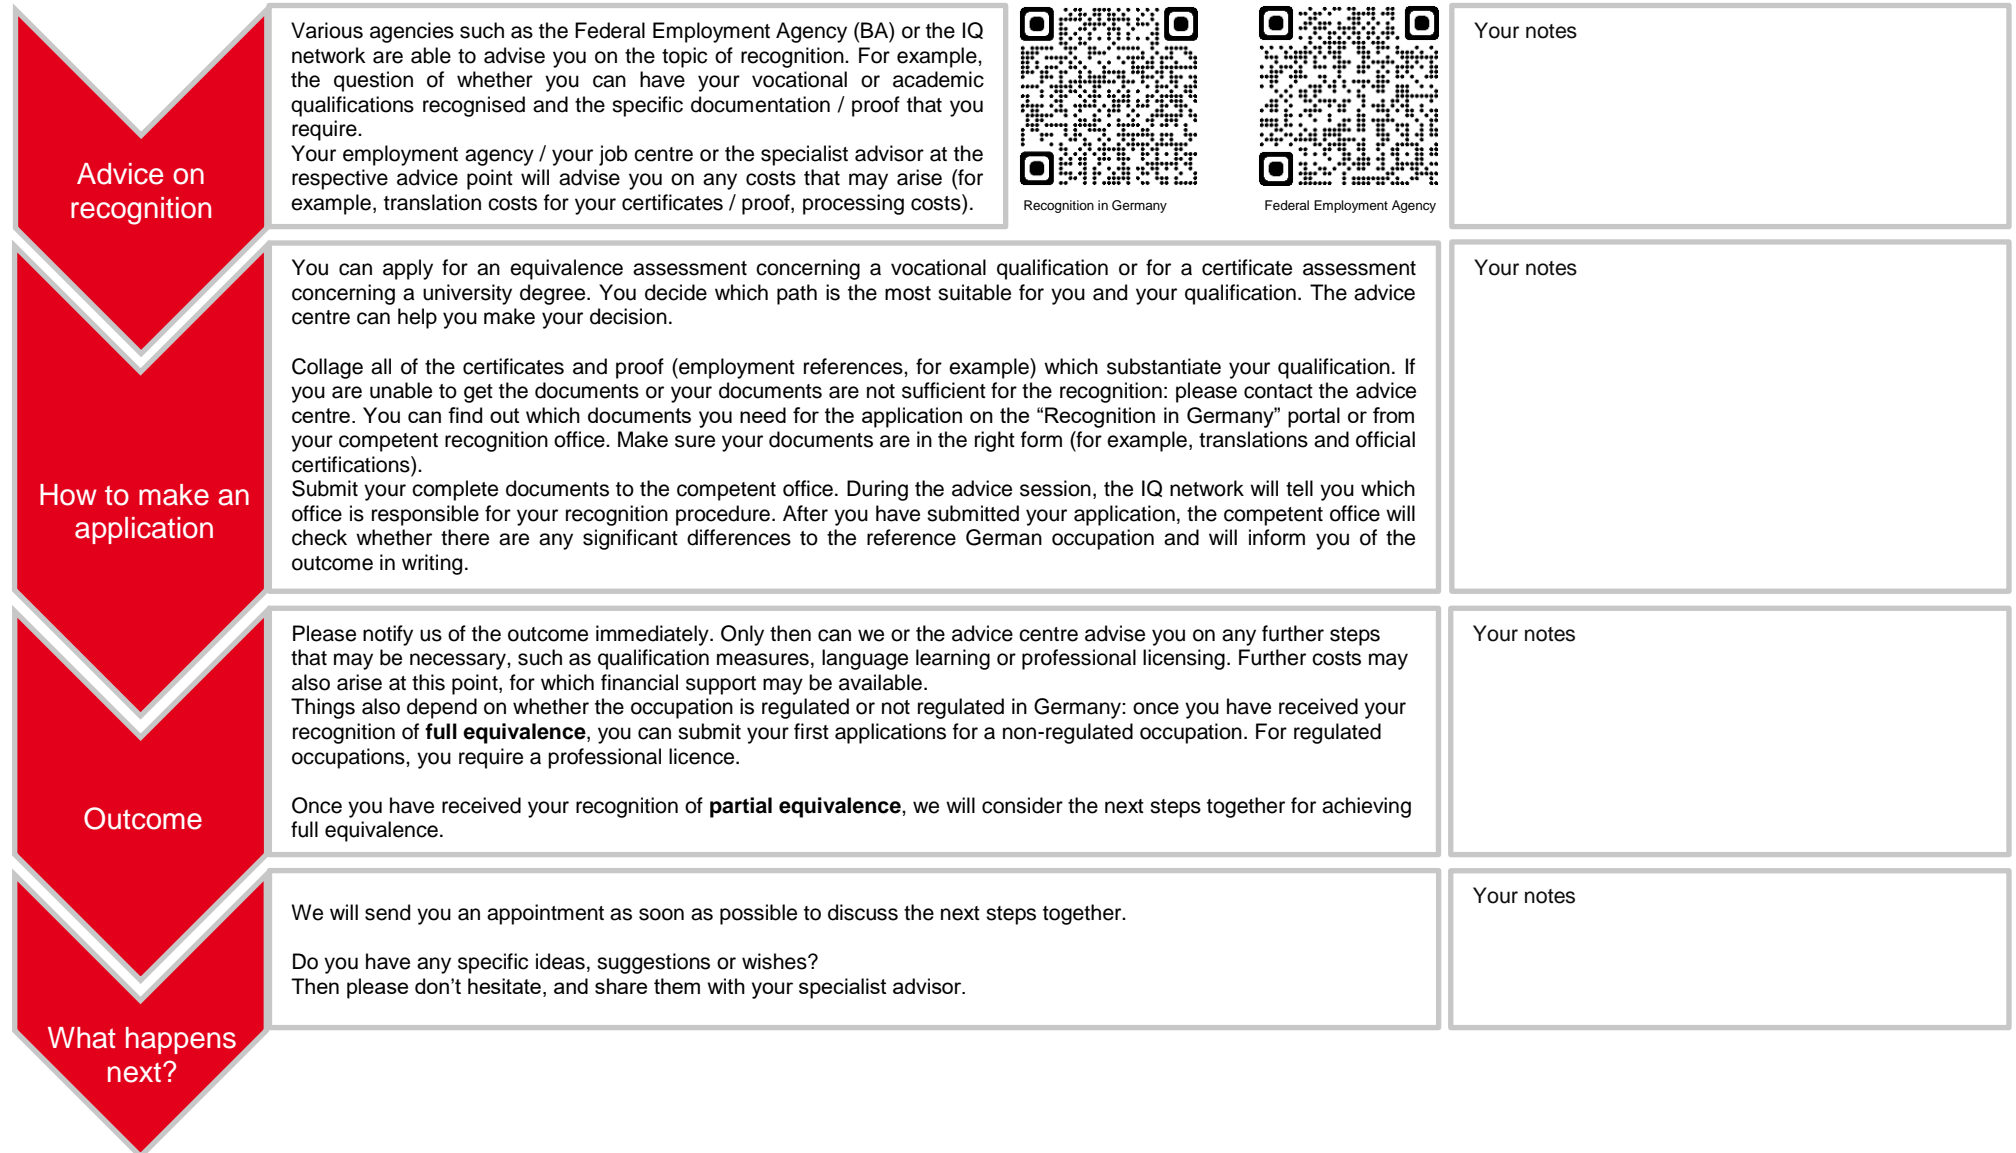 Advice on
recognition
Various agencies such as the Federal Employment Agency (BA) or the IQ
network are able to advise you on the topic of recognition. For example,
the question of whether you can have your vocational or academic
qualifications recognised and the specific documentation / proof that you
require.
Your employment agency / your job centre or the specialist advisor at the
respective advice point will advise you on any costs that may arise (for
example, translation costs for your certificates / proof, processing costs).
Recognition in Germany
Federal Employment Agency
Your notes
How to make an
application
You can apply for an equivalence assessment concerning a vocational qualification or for a certificate assessment
concerning a university degree. You decide which path is the most suitable for you and your qualification. The advice
centre can help you make your decision.
Collage all of the certificates and proof (employment references, for example) which substantiate your qualification. If
you are unable to get the documents or your documents are not sufficient for the recognition: please contact the advice
centre. You can find out which documents you need for the application on the “Recognition in Germany” portal or from
your competent recognition office. Make sure your documents are in the right form (for example, translations and official
certifications).
Submit your complete documents to the competent office. During the advice session, the IQ network will tell you which
office is responsible for your recognition procedure. After you have submitted your application, the competent office will
check whether there are any significant differences to the reference German occupation and will inform you of the
outcome in writing.
Your notes
Outcome
Please notify us of the outcome immediately. Only then can we or the advice centre advise you on any further steps
that may be necessary, such as qualification measures, language learning or professional licensing. Further costs may
also arise at this point, for which financial support may be available.
Things also depend on whether the occupation is regulated or not regulated in Germany: once you have received your
recognition of full equivalence, you can submit your first applications for a non-regulated occupation. For regulated
occupations, you require a professional licence.
Once you have received your recognition of partial equivalence, we will consider the next steps together for achieving
full equivalence.
Your notes
What happens
next?
We will send you an appointment as soon as possible to discuss the next steps together.
Do you have any specific ideas, suggestions or wishes?
Then please don’t hesitate, and share them with your specialist advisor.
Your notes